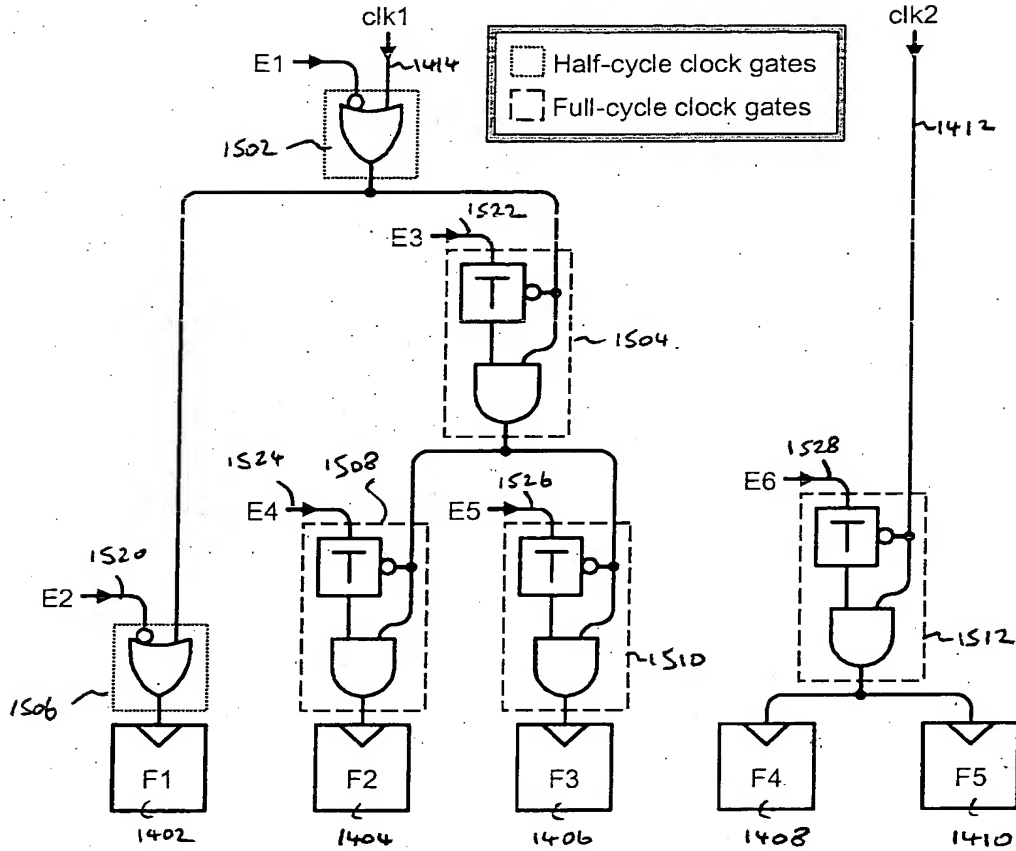 clk1
clk2
E1
1414
Half-cycle clock gates
Full-cycle clock gates
1412
1502
1522
E3
T
1504
1524
1508
1526
1528
E4
E5
E6
T
T
T
1520
E2
1510
1512
1506
F1
F2
F3
F4
F5
1402
1404
1406
1408
1410